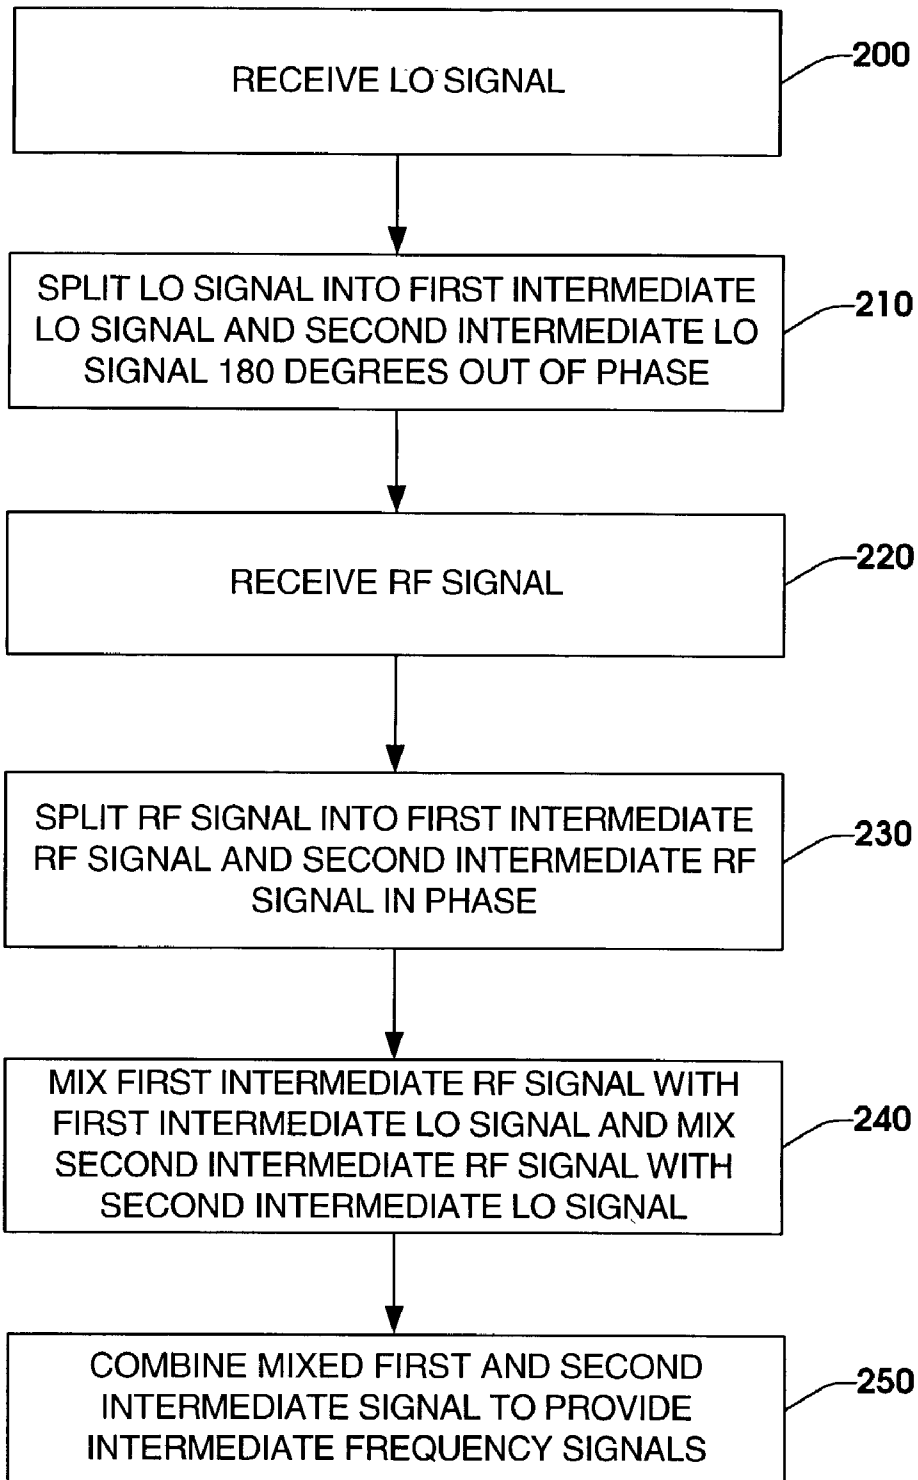 RECEIVE LO SIGNAL
200
SPLIT LO SIGNAL INTO FIRST INTERMEDIATE
LO SIGNAL AND SECOND INTERMEDIATE LO
SIGNAL 180 DEGREES OUT OF PHASE
210
RECEIVE RF SIGNAL
220
SPLIT RF SIGNAL INTO FIRST INTERMEDIATE
RF SIGNAL AND SECOND INTERMEDIATE RF
SIGNAL IN PHASE
230
MIX FIRST INTERMEDIATE RF SIGNAL WITH
FIRST INTERMEDIATE LO SIGNAL AND MIX
SECOND INTERMEDIATE RF SIGNAL WITH
SECOND INTERMEDIATE LO SIGNAL
240
COMBINE MIXED FIRST AND SECOND
INTERMEDIATE SIGNAL TO PROVIDE
INTERMEDIATE FREQUENCY SIGNALS
250